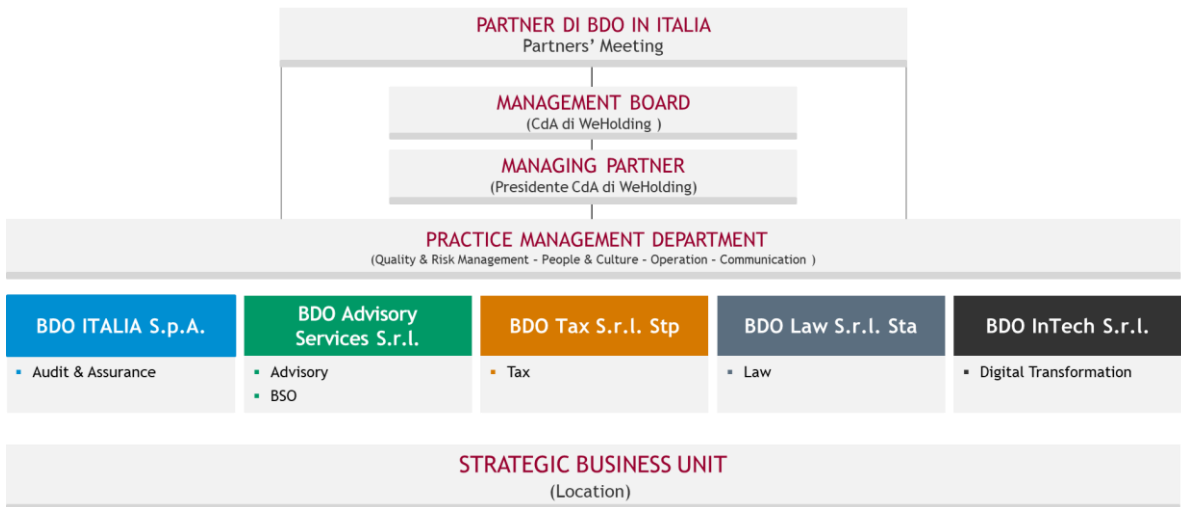 PARTNER DI BDO IN ITALIA
Partners’ Meeting
MANAGEMENT BOARD
(CdA di WeHolding )
MANAGING PARTNER
(Presidente CdA di WeHolding)
PRACTICE MANAGEMENT DEPARTMENT
(Quality & Risk Management - People & Culture - Operation - Communication )
BDO ITALIA S.p.A.
▪ Audit & Assurance
BDO Advisory
Services S.r.l.
▪ Advisory
▪ BSO
BDO Tax S.r.l. Stp
▪ Tax
BDO Law S.r.l. Sta
▪ Law
BDO InTech S.r.l.
▪ Digital Transformation
STRATEGIC BUSINESS UNIT
(Location)